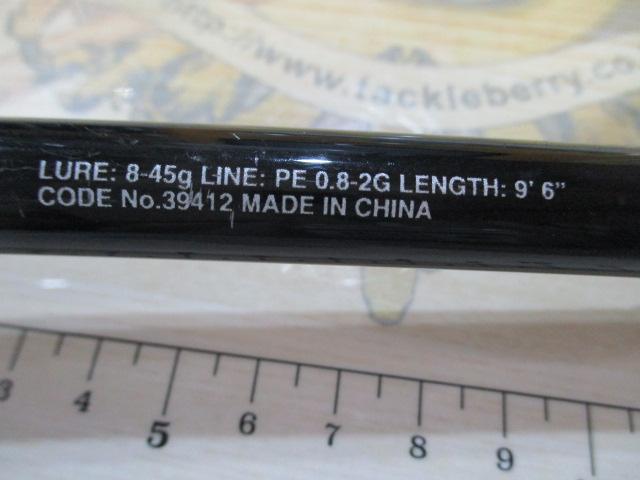 http://www.tackleberry.co.
LURE: 8-45g LINE: PE 0.8-2G LENGTH: 9' 6”
CODE No.39412 MADE IN CHINA
3 4 5 6 7 8 9